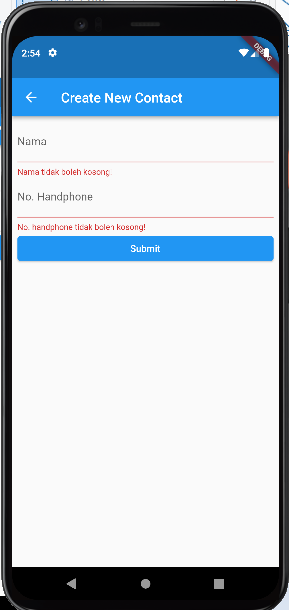 2:54
DEBUG
Create New Contact
Nama
Nama tidak boleh kosong
No. Handphone
No. handphone tidak boleh kosong!
Submit